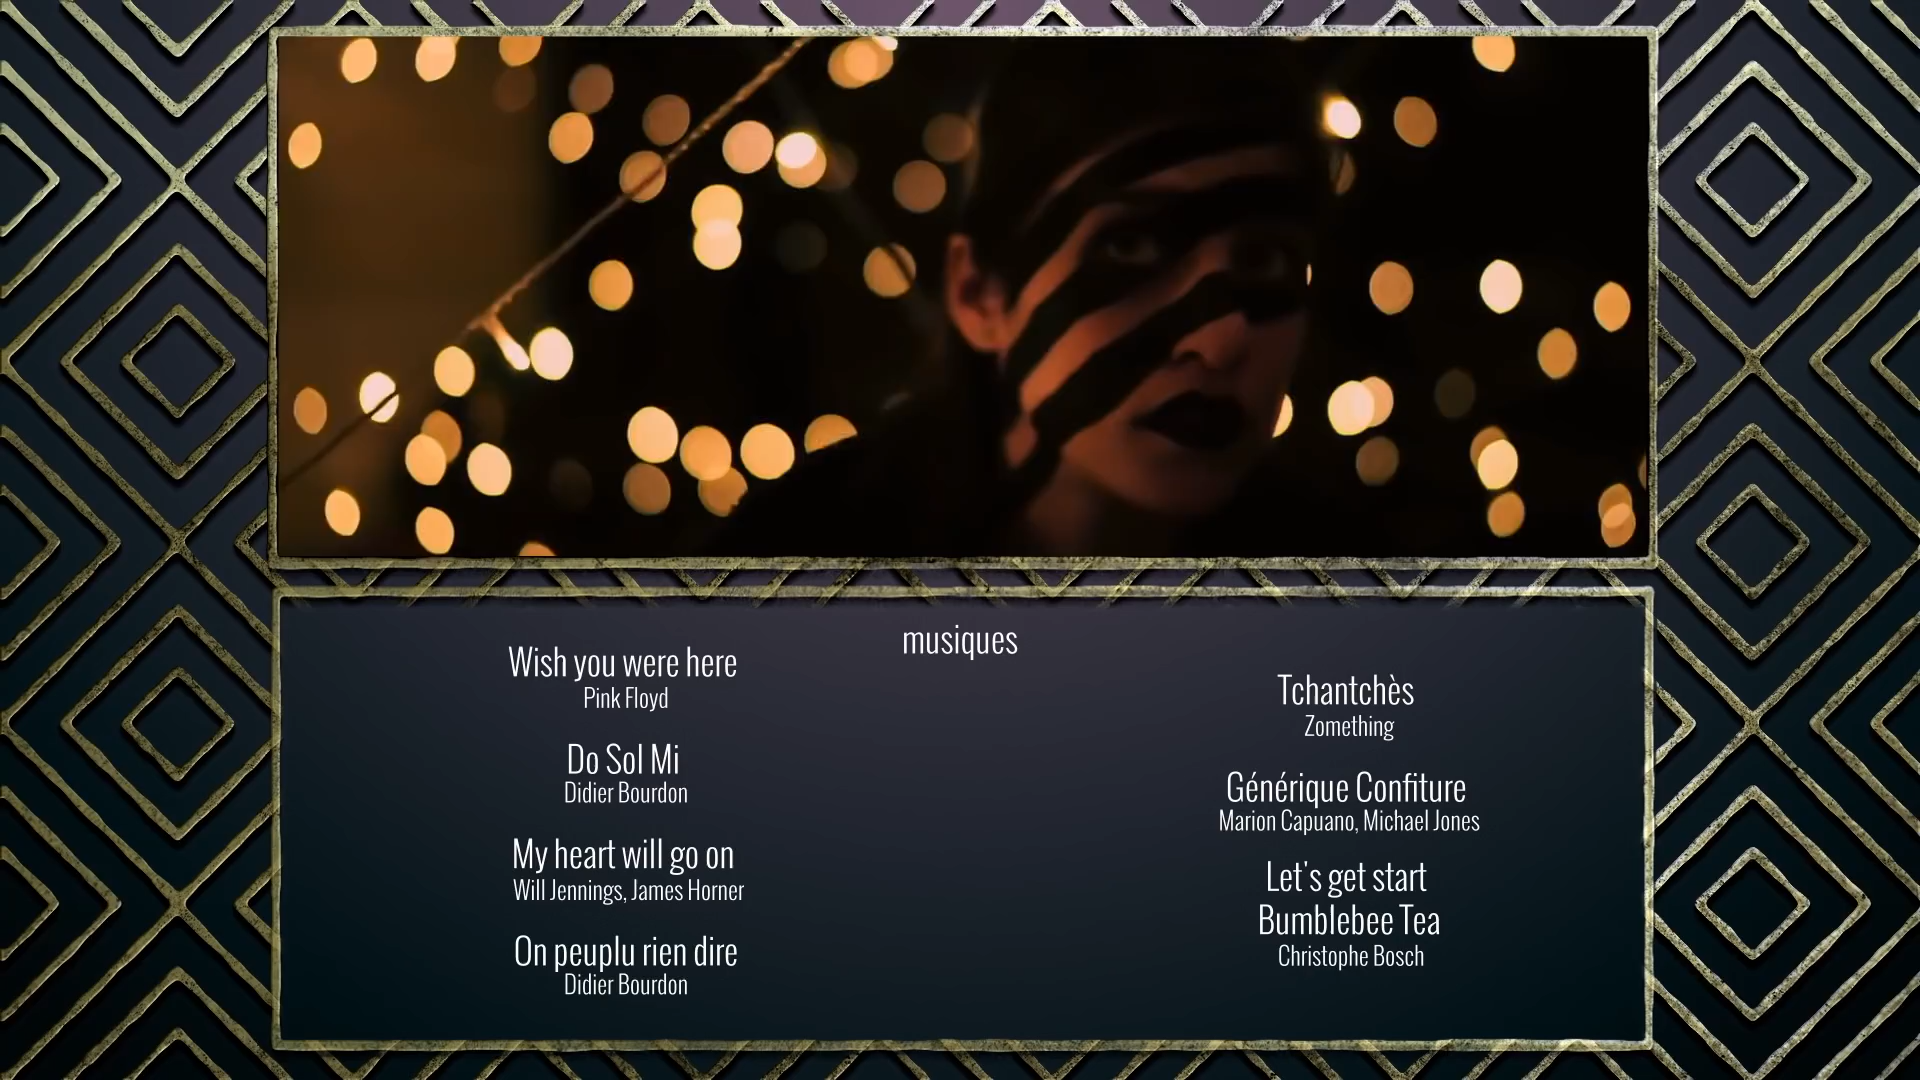 musiques
Wish you were here
Pink Floyd
Do Sol Mi
Didier Bourdon
My heart will go on
Will Jennings, James Horner
On peuplu rien dire
Didier Bourdon
Tchantchès
Zomething
Générique Confiture
Marion Capuano, Michael Jones
Let's get start
Bumblebee Tea
Christophe Bosch